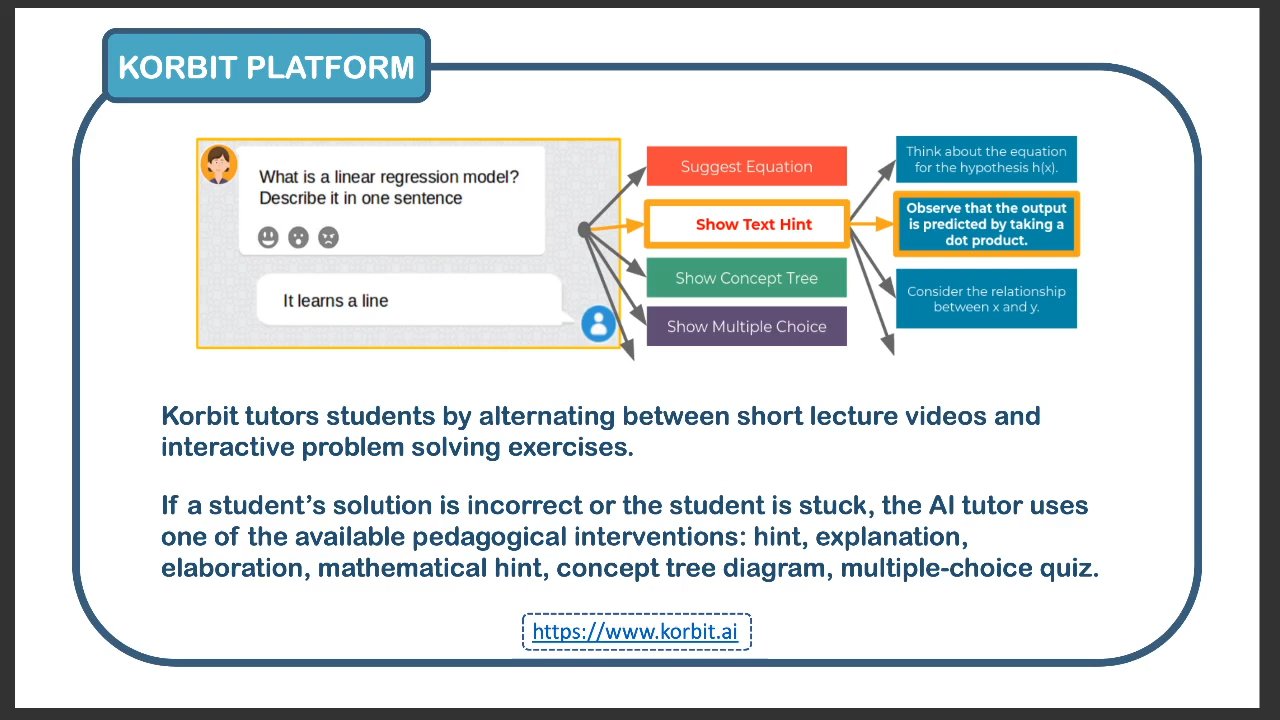 KORBIT PLATFORM
What is a linear regression model?
Describe it in one sentence
It learns a line
Suggest Equation
Show Text Hint
Show Concept Tree
Show Multiple Choice
Think about the equation
for the hypothesis h(x).
Observe that the output
is predicted by taking a
dot product.
Consider the relationship
between x and y.
Korbit tutors students by alternating between short lecture videos and
interactive problem solving exercises.
If a student’s solution is incorrect or the student is stuck, the AI tutor uses
one of the available pedagogical interventions: hint, explanation,
elaboration, mathematical hint, concept tree diagram, multiple-choice quiz.
https://www.korbit.ai